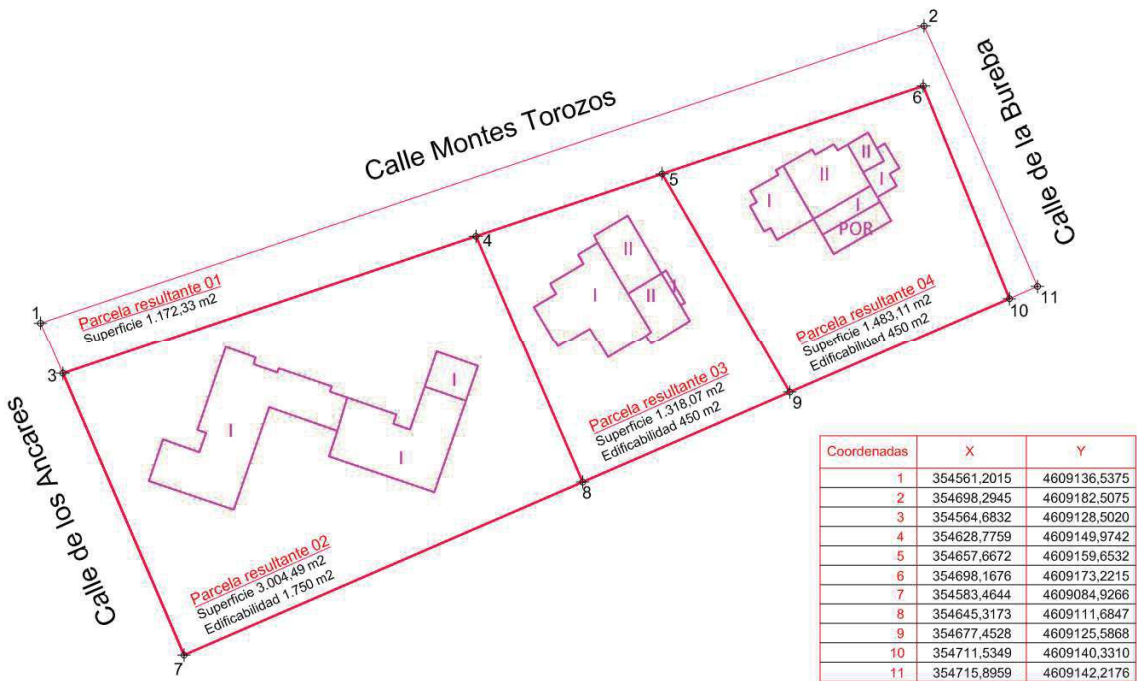 2
Calle Montes Torozos
Calle de la Bureba
6
5
4
II
II
I
I
I
POR
1
Parcela resultante 01
Superficie 1.172,33 m2
II
I
II
I
Parcela resultante 04
Superficie 1.483,11 m2
Edificabilidad 450 m2
11
10
3
I
I
I
Parcela resultante 03
Superficie 1.318,07 m2
Edificabilidad 450 m2
9
Calle de los Ancares
8
Parcela resultante 02
Superficie 3.004,49 m2
Edificabilidad 1.750 m2
7
Coordenadas X Y
1 354561,2015 4609136,5375
2 354698,2945 4609182,5075
3 354564,6832 4609128,5020
4 354628,7759 4609149,9742
5 354657,6672 4609159,6532
6 354698,1676 4609173,2215
7 354583,4644 4609084,9266
8 354645,3173 4609111,6847
9 354677,4528 4609125,5868
10 354711,5349 4609140,3310
11 354715,8959 4609142,2176